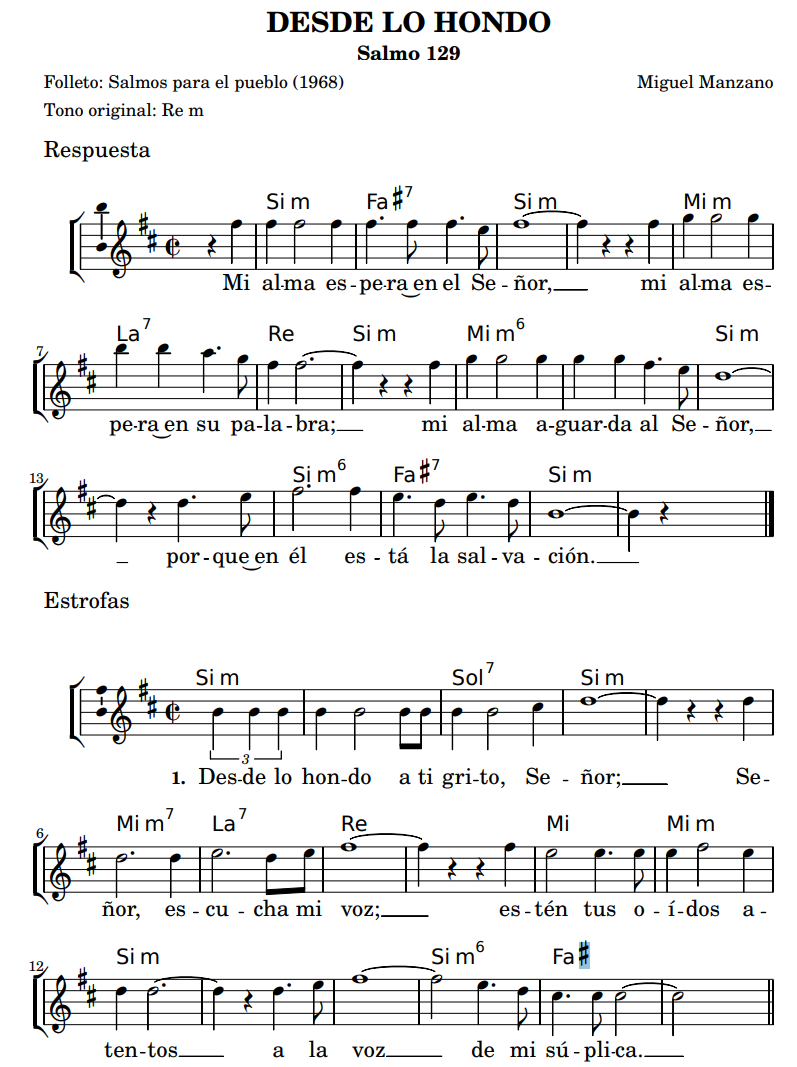 DESDE LO HONDO
Salmo 129
Folleto: Salmos para el pueblo (1968) Miguel Manzano
Tono original: Re m
Respuesta
Si m Fa♯7 Si m Mi m
Mi al-ma es-pe-ra‿en el Se-ñor, mi al-ma es-
7 La7 Re Si m Mi m6 Si m
pe-ra‿en su pa-la-bra; mi al-ma a-guar-da al Se-ñor,
13 Si m6 Fa♯7 Si m
por-que‿en él es-tá la sal-va-ción.
Estrofas
Si m Sol7 Si m
3
1. Des-de lo hon-do a ti gri-to, Se-ñor; Se-
6 Mi m7 La7 Re Mi Mi m
ñor, es-cu-cha mi voz; es-tén tus o-í-dos a-
12 Si m Si m6 Fa♯
ten-tos a la voz de mi sú-pli-ca.